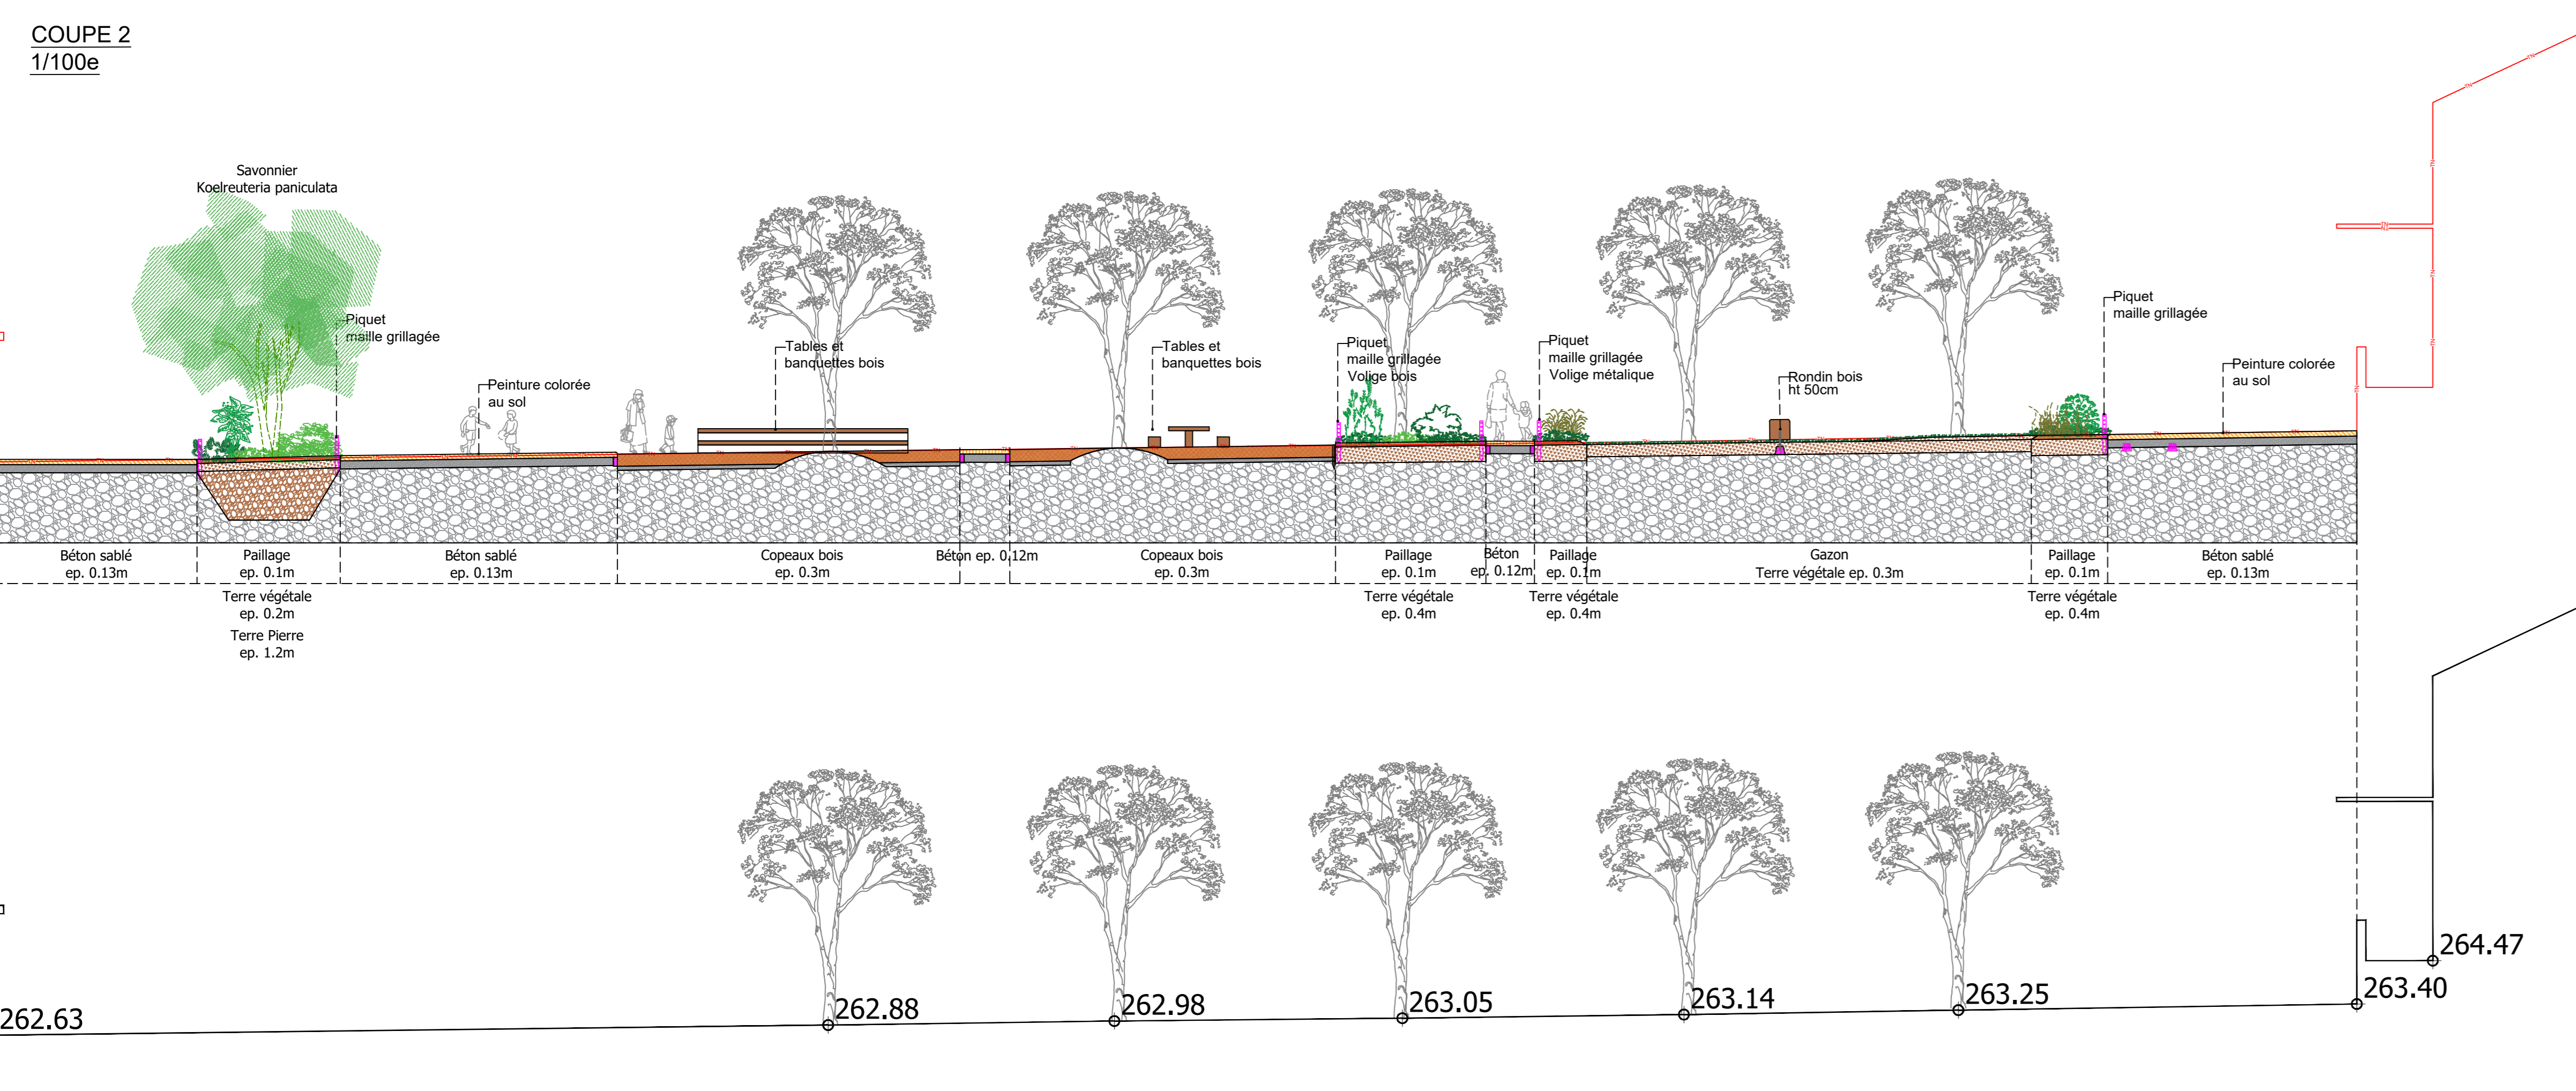 COUPE 2
1/100e
Savonnier
Koelreuteria paniculata
Piquet
maille grillagée
Peinture colorée
au sol
Tables et
banquettes bois
Tables et
banquettes bois
Piquet
maille grillagée
Volige bois
Piquet
maille grillagée
Volige métalique
Rondin bois
ht 50cm
Piquet
maille grillagée
Peinture colorée
au sol
Béton sablé
ep. 0.13m
Paillage
ep. 0.1m
Terre végétale
ep. 0.2m
Terre Pierre
ep. 1.2m
Béton sablé
ep. 0.13m
Copeaux bois
ep. 0.3m
Béton ep. 0.12m
Copeaux bois
ep. 0.3m
Paillage
ep. 0.1m
Terre végétale
ep. 0.4m
Béton
ep. 0.12m
Paillage
ep. 0.1m
Terre végétale
ep. 0.4m
Gazon
Terre végétale ep. 0.3m
Paillage
ep. 0.1m
Terre végétale
ep. 0.4m
Béton sablé
ep. 0.13m
TN
TN
TN
TN
TN
TN
262.63
262.88
262.98
263.05
263.14
263.25
263.40
264.47